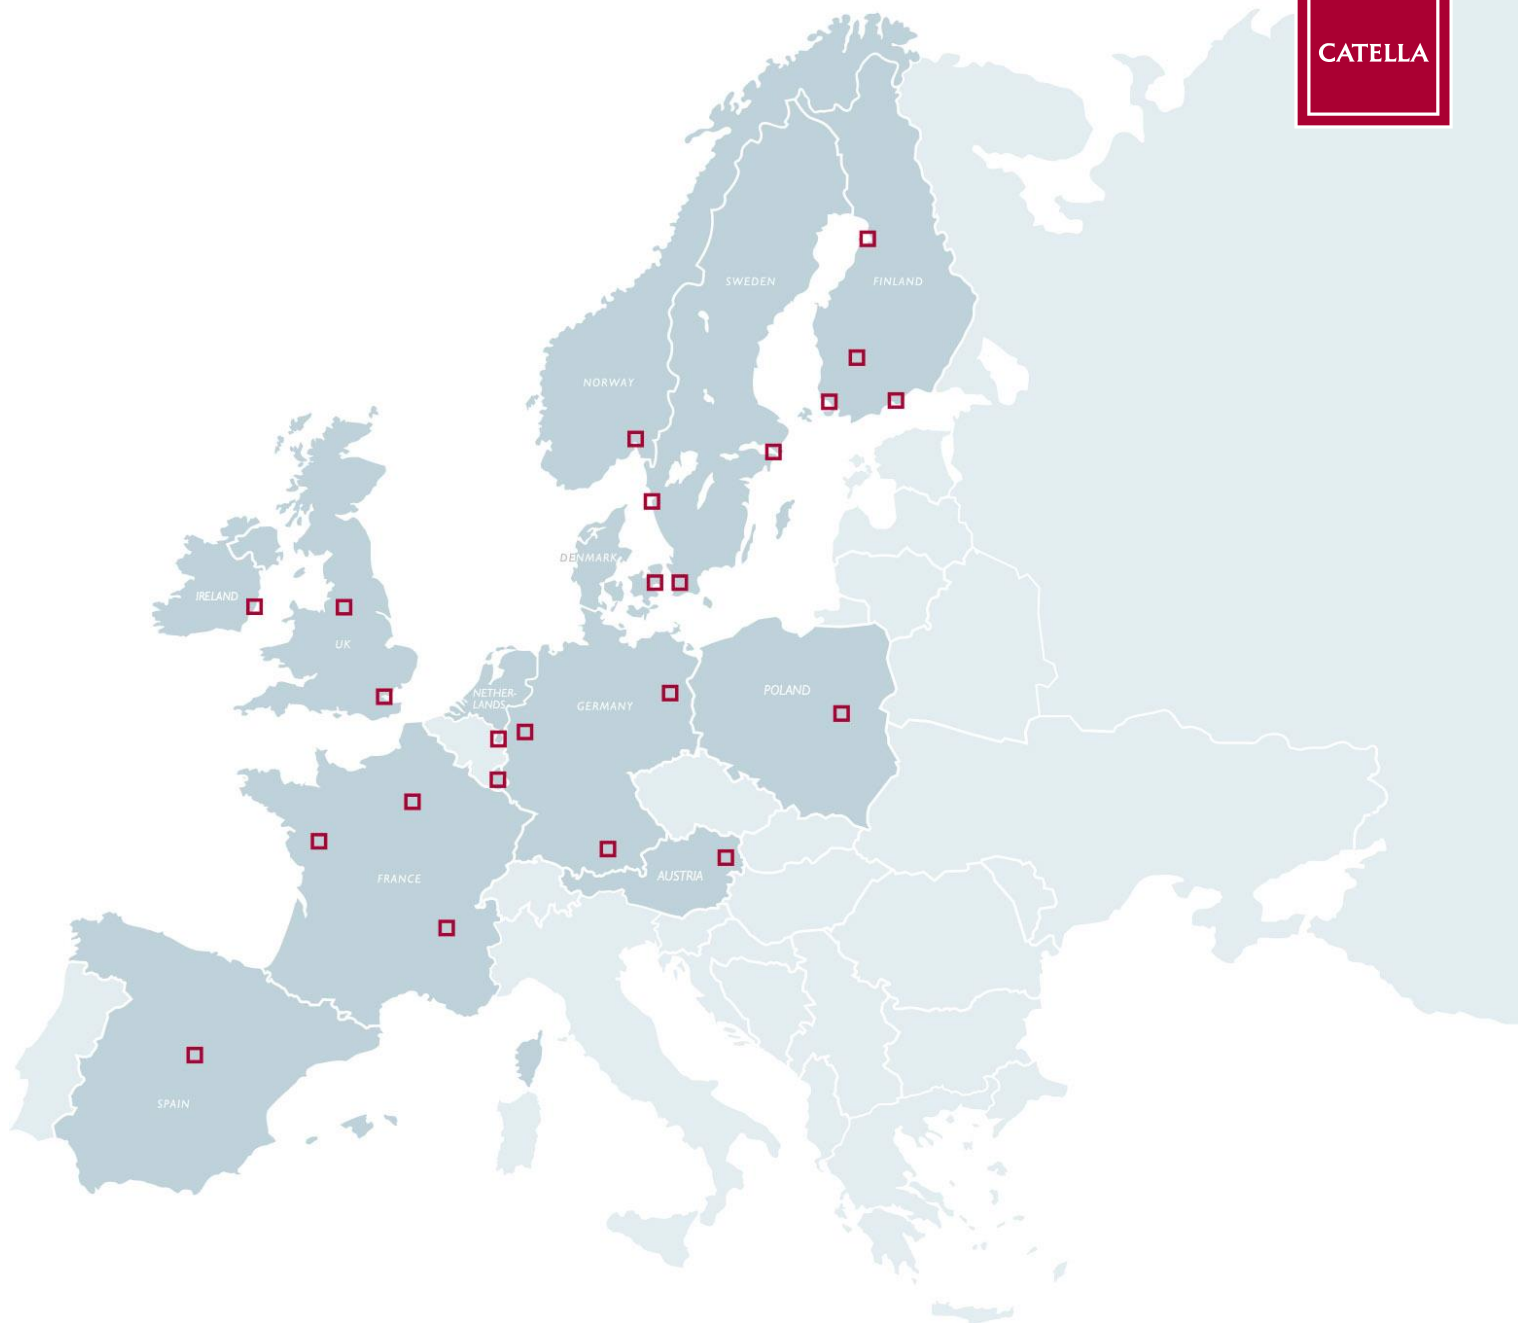 CATELLA
SWEDEN
FINLAND
NORWAY
DENMARK
IRELAND
UK
NETHER-
LANDS
GERMANY
POLAND
FRANCE
AUSTRIA
SPAIN